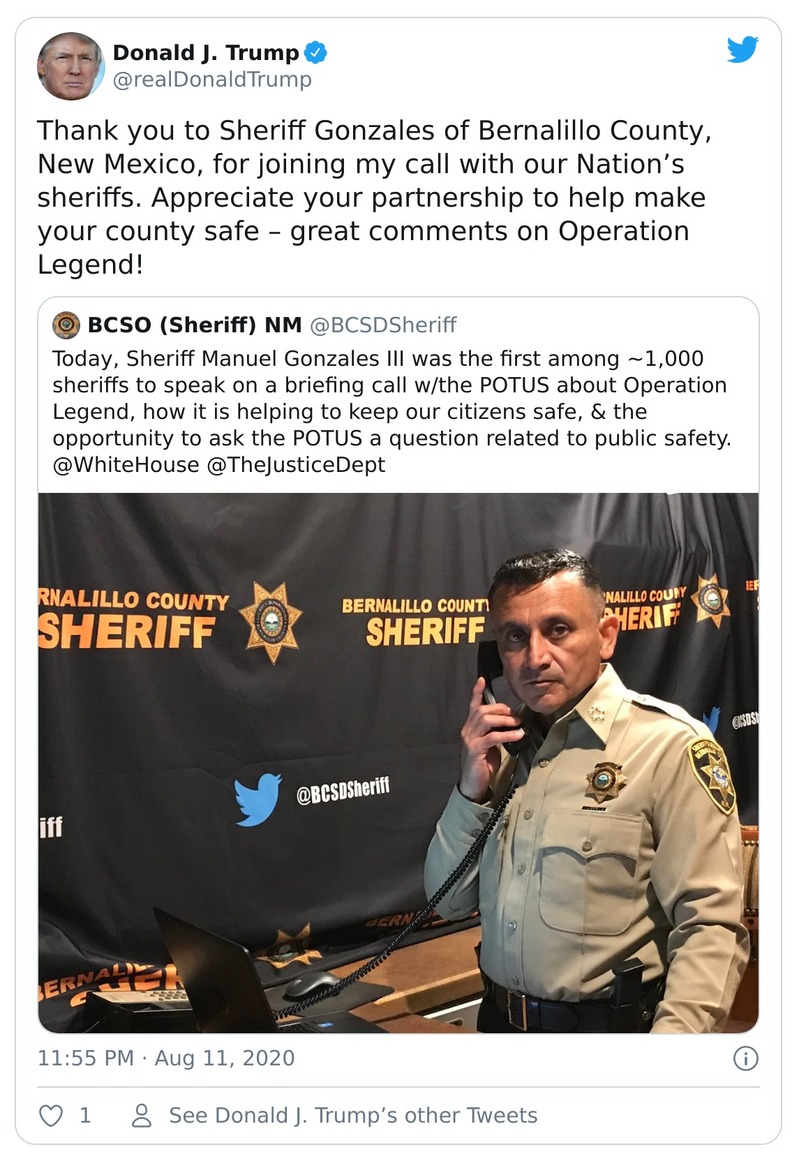 Donald J. Trump
@realDonaldTrump
Thank you to Sheriff Gonzales of Bernalillo County,
New Mexico, for joining my call with our Nation’s
sheriffs. Appreciate your partnership to help make
your county safe – great comments on Operation
Legend!
BCSO (Sheriff) NM @BCSDSheriff
Today, Sheriff Manuel Gonzales III was the first among ~1,000
sheriffs to speak on a briefing call w/the POTUS about Operation
Legend, how it is helping to keep our citizens safe, & the
opportunity to ask the POTUS a question related to public safety.
@WhiteHouse @TheJusticeDept
RNALILLO COUNTY
SHERIFF
BERNALILLO COUNTY
SHERIFF
NALILLO COUNTY
SHERIFF
BER
@BCSDSh
@BCSDSheriff
iff
BERN
BERNAL
11:55 PM · Aug 11, 2020
1
See Donald J. Trump’s other Tweets